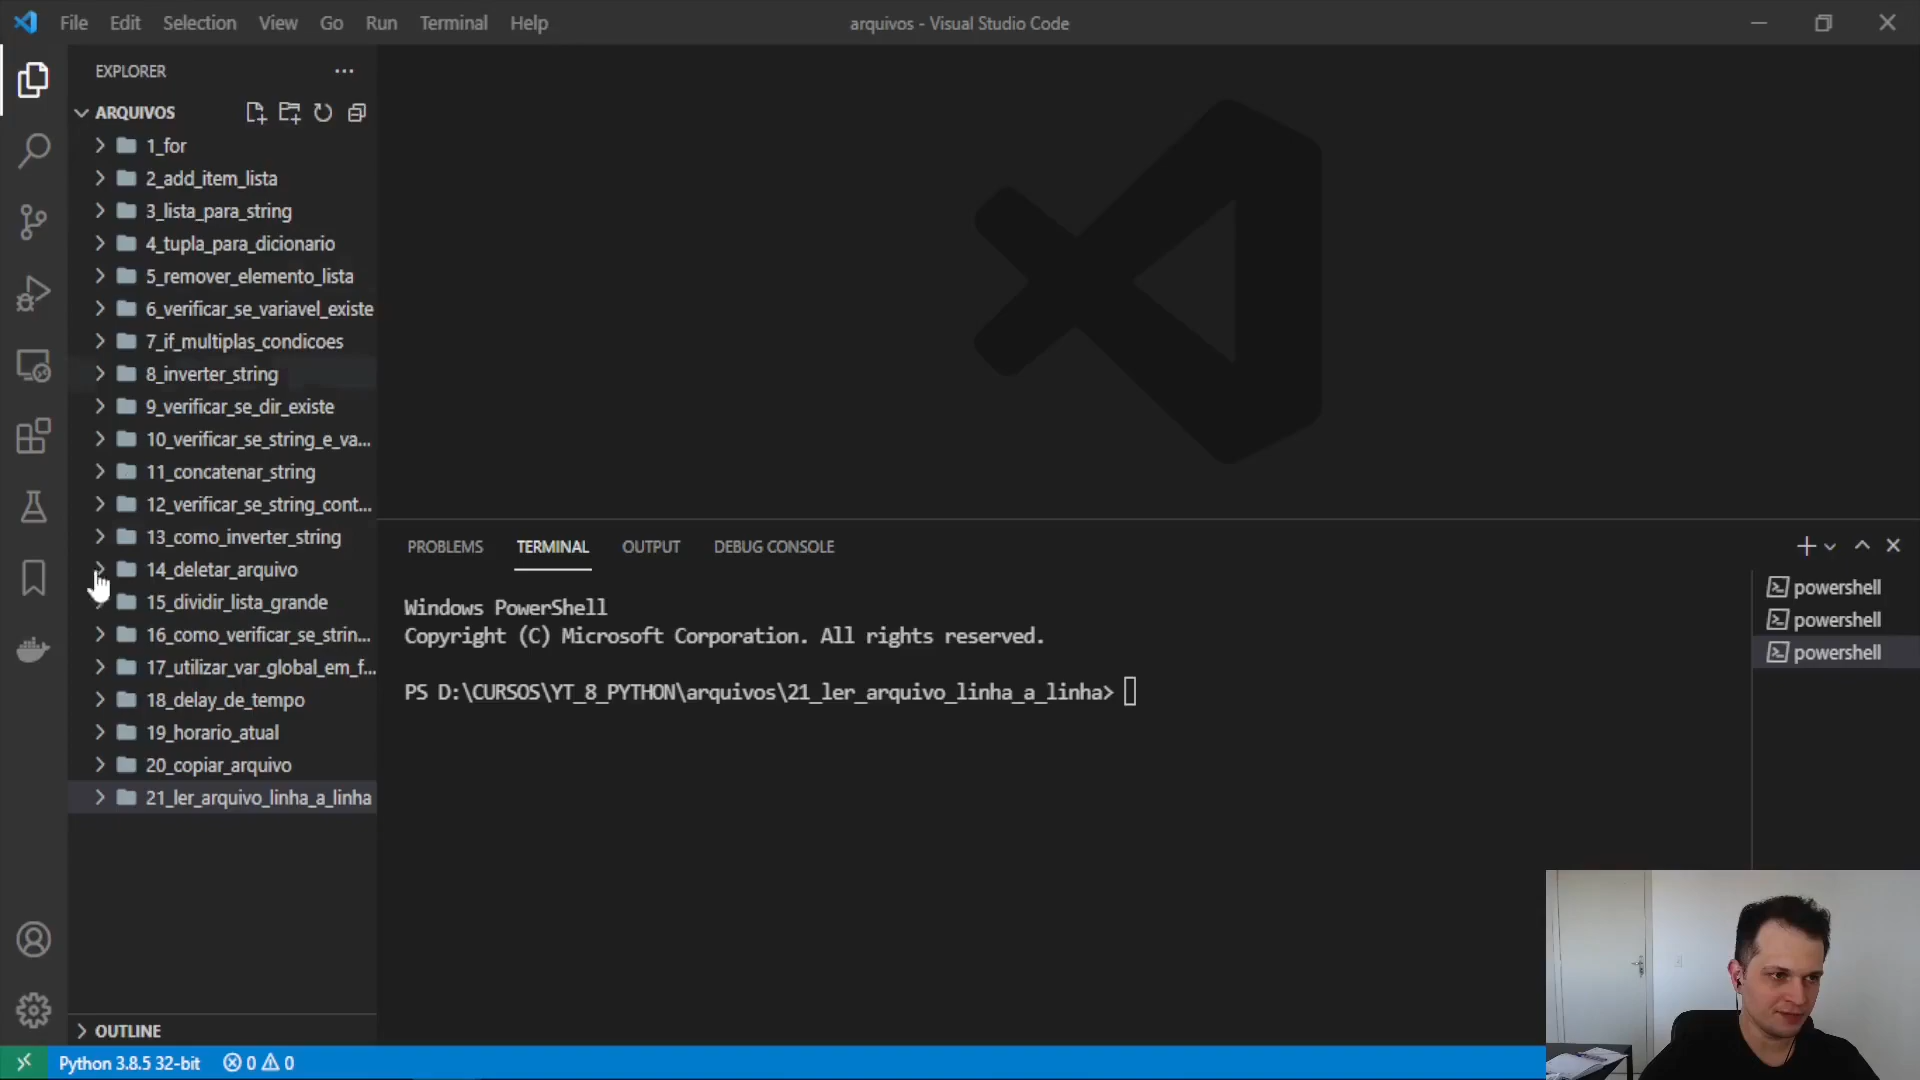 File Edit Selection View Go Run Terminal Help
arquivos - Visual Studio Code
EXPLORER
ARQUIVOS
1_for
2_add_item_lista
3_lista_para_string
4_tupla_para_dicionario
5_remover_elemento_lista
6_verificar_se_variavel_existe
7_if_multiplas_condicoes
8_inverter_string
9_verificar_se_dir_existe
10_verificar_se_string_e_va...
11_concatenar_string
12_verificar_se_string_cont...
13_como_inverter_string
14_deletar_arquivo
15_dividir_lista_grande
16_como_verificar_se_strin...
17_utilizar_var_global_em_f...
18_delay_de_tempo
19_horario_atual
20_copiar_arquivo
21_ler_arquivo_linha_a_linha
OUTLINE
PROBLEMS TERMINAL OUTPUT DEBUG CONSOLE
Windows PowerShell
Copyright (C) Microsoft Corporation. All rights reserved.
PS D:\CURSOS\YT_8_PYTHON\arquivos\21_ler_arquivo_linha_a_linha>
powershell
powershell
powershell
Python 3.8.5 32-bit 0 0